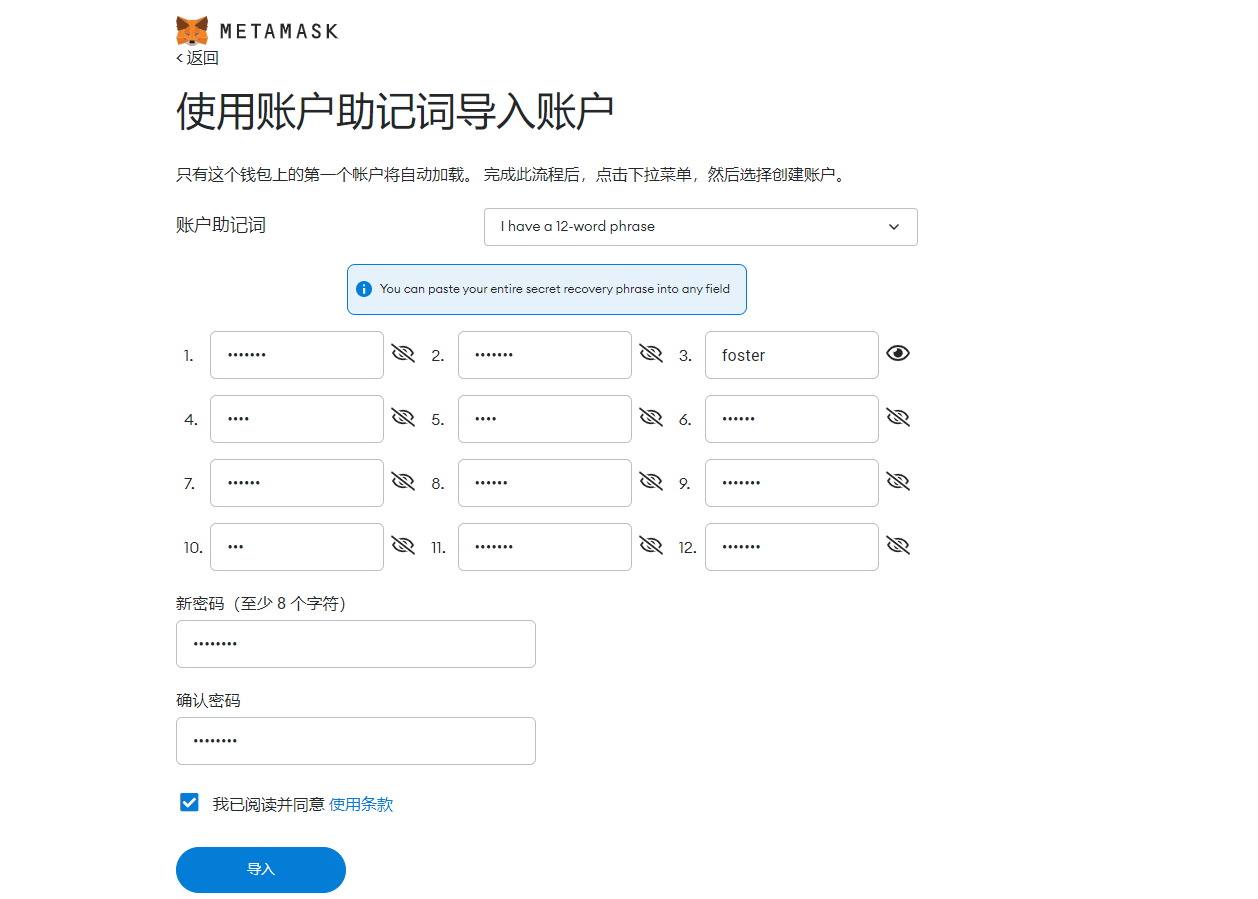 METAMASK
< 返回
使用账户助记词导入账户
只有这个钱包上的第一个帐户将自动加载。 完成此流程后，点击下拉菜单，然后选择创建账户。
账户助记词 I have a 12-word phrase
You can paste your entire secret recovery phrase into any field
1. ••••••• 2. ••••••• 3. foster
4. •••• 5. •••• 6. ••••••
7. •••••• 8. •••••• 9. •••••••
10. ••• 11. ••••••• 12. •••••••
新密码（至少 8 个字符）
••••••••
确认密码
••••••••
我已阅读并同意 使用条款
导入